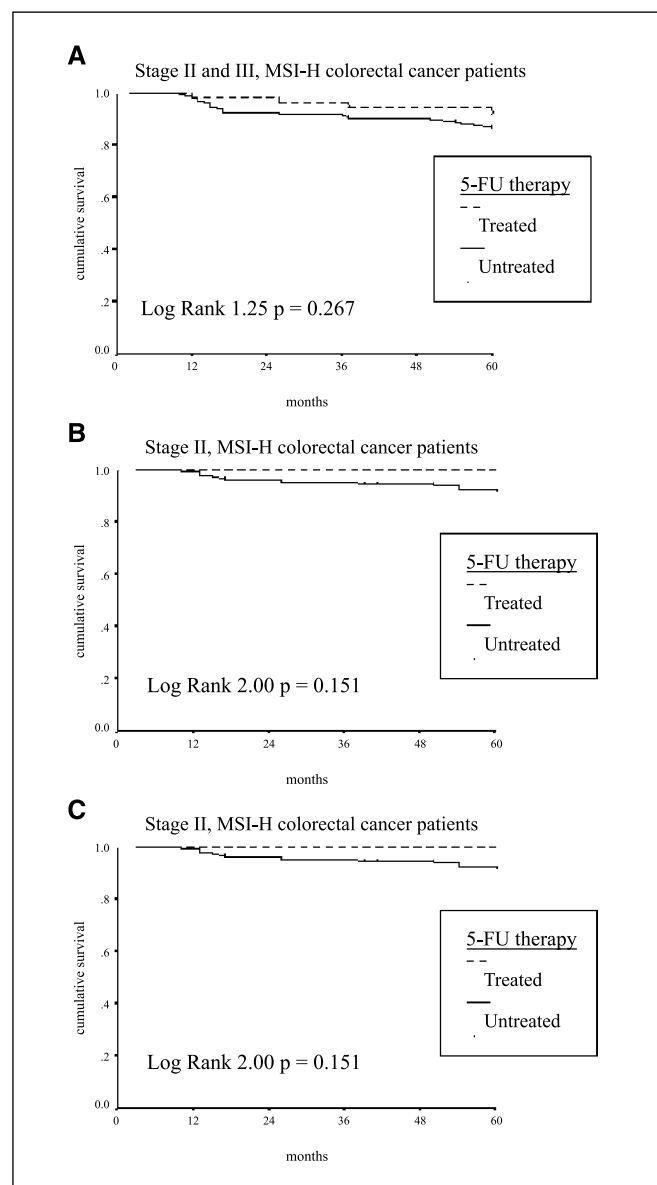 A
Stage II and III, MSI-H colorectal cancer patients
1.0
.8
.6
.4
.2
0.0
cumulative survival
5-FU therapy
Treated
Untreated
Log Rank 1.25 p = 0.267
0 12 24 36 48 60
months
B
Stage II, MSI-H colorectal cancer patients
1.0
.8
.6
.4
.2
0.0
cumulative survival
5-FU therapy
Treated
Untreated
Log Rank 2.00 p = 0.151
0 12 24 36 48 60
months
C
Stage II, MSI-H colorectal cancer patients
1.0
.8
.6
.4
.2
0.0
cumulative survival
5-FU therapy
Treated
Untreated
Log Rank 2.00 p = 0.151
0 12 24 36 48 60
months